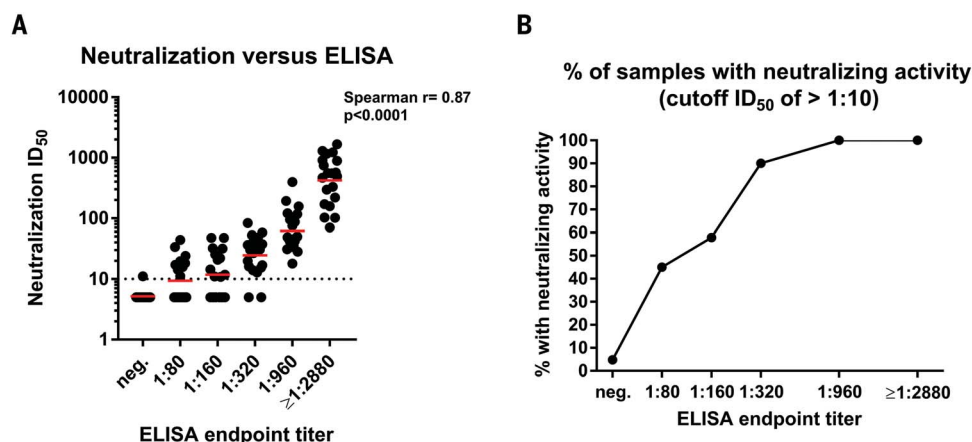 A
Neutralization versus ELISA
Spearman r= 0.87
p<0.0001
Neutralization ID50
10000
1000
100
10
1
neg.
1:80
1:160
1:320
1:960
≥1:2880
ELISA endpoint titer
B
% of samples with neutralizing activity
(cutoff ID50 of > 1:10)
% with neutralizing activity
100
90
80
70
60
50
40
30
20
10
0
neg.
1:80
1:160
1:320
1:960
≥1:2880
ELISA endpoint titer